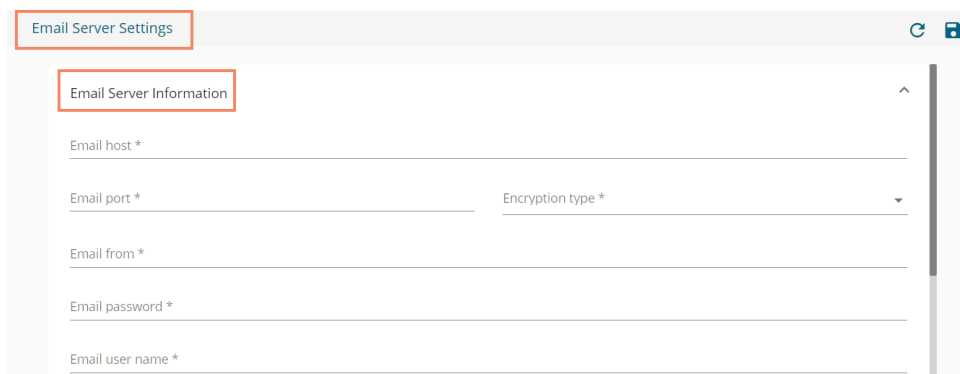 Email Server Settings
Email Server Information
Email host *
Email port *
Encryption type *
Email from *
Email password *
Email user name *